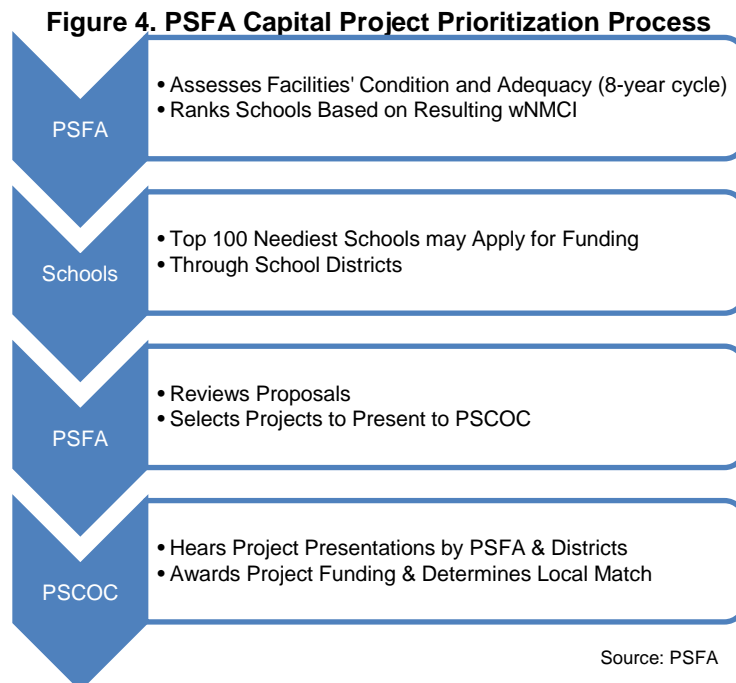 Figure 4. PSFA Capital Project Prioritization Process
PSFA
• Assesses Facilities' Condition and Adequacy (8-year cycle)
• Ranks Schools Based on Resulting wNMCI
Schools
• Top 100 Neediest Schools may Apply for Funding
• Through School Districts
PSFA
• Reviews Proposals
• Selects Projects to Present to PSCOC
PSCOC
• Hears Project Presentations by PSFA & Districts
• Awards Project Funding & Determines Local Match
Source: PSFA